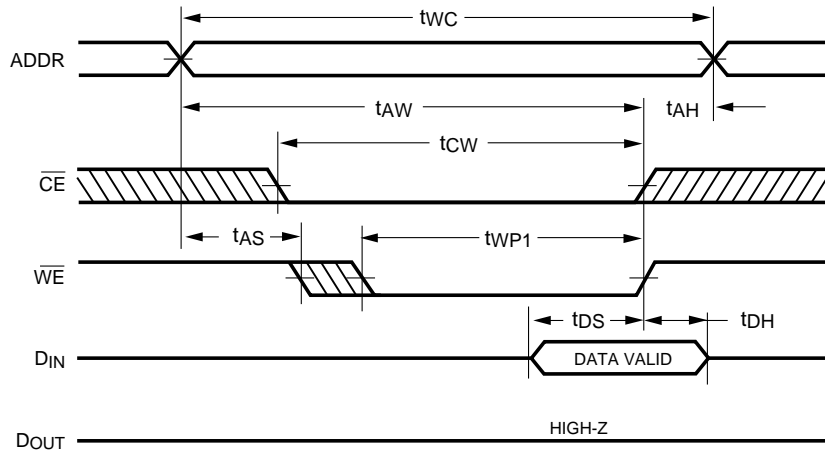 tWC
ADDR
tAW
tAH
tCW
CE
tAS
tWP1
WE
tDS
tDH
DIN
DATA VALID
HIGH-Z
DOUT